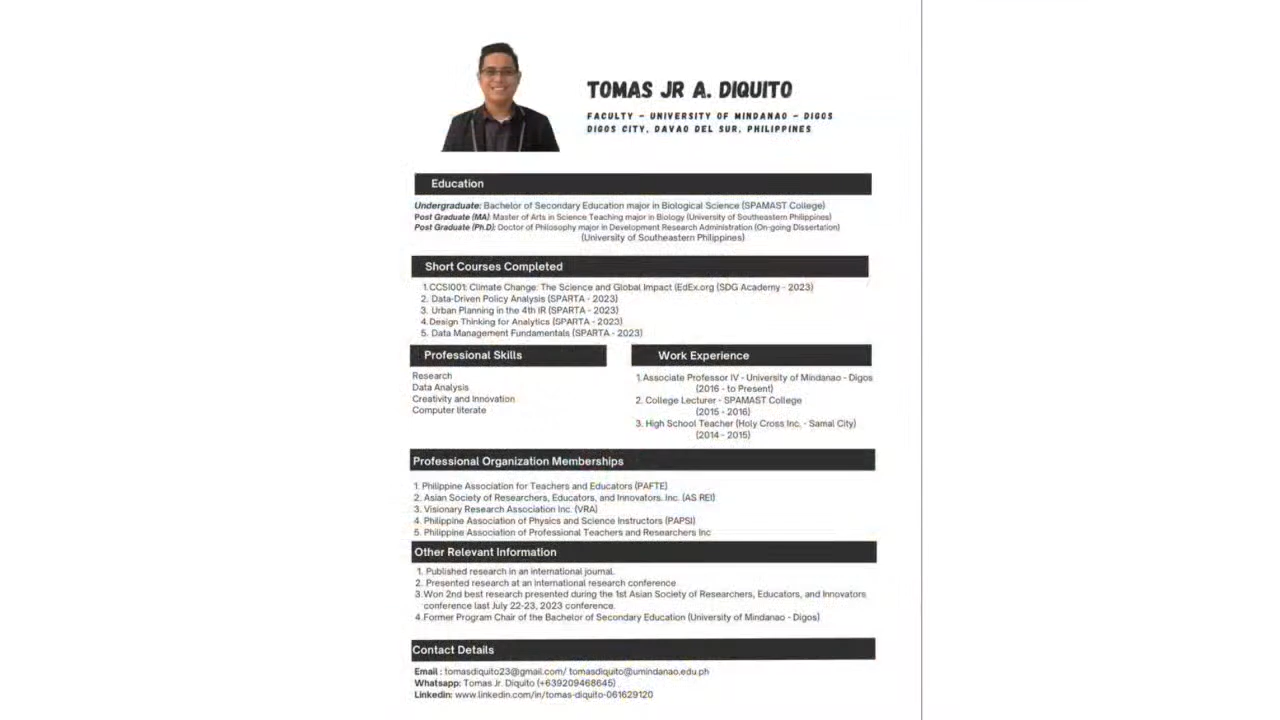 TOMAS JR A. DIQUITO
FACULTY - UNIVERSITY OF MINDANAO - DIGOS
DIGOS CITY, DAVAO DEL SUR, PHILIPPINES
Education
Undergraduate: Bachelor of Secondary Education major in Biological Science (SPAMAST College)
Post Graduate (MA): Master of Arts in Science Teaching major in Biology (University of Southeastern Philippines)
Post Graduate (Ph.D): Doctor of Philosophy major in Development Research Administration (On-going Dissertation)
(University of Southeastern Philippines)
Short Courses Completed
1. CCSI001: Climate Change: The Science and Global Impact (EdEx.org (SDG Academy - 2023)
2. Data-Driven Policy Analysis (SPARTA - 2023)
3. Urban Planning in the 4th IR (SPARTA - 2023)
4. Design Thinking for Analytics (SPARTA - 2023)
5. Data Management Fundamentals (SPARTA - 2023)
Professional Skills
Research
Data Analysis
Creativity and Innovation
Computer literate
Work Experience
1. Associate Professor IV - University of Mindanao - Digos
(2016 - to Present)
2. College Lecturer - SPAMAST College
(2015 - 2016)
3. High School Teacher (Holy Cross Inc. - Samal City)
(2014 - 2015)
Professional Organization Memberships
1. Philippine Association for Teachers and Educators (PAFTE)
2. Asian Society of Researchers, Educators, and Innovators. Inc. (AS REI)
3. Visionary Research Association Inc. (VRA)
4. Philippine Association of Physics and Science Instructors (PAPSI)
5. Philippine Association of Professional Teachers and Researchers Inc
Other Relevant Information
1. Published research in an international journal.
2. Presented research at an international research conference
3. Won 2nd best research presented during the 1st Asian Society of Researchers, Educators, and Innovators
conference last July 22-23, 2023 conference.
4. Former Program Chair of the Bachelor of Secondary Education (University of Mindanao - Digos)
Contact Details
Email : tomasdiquito23@gmail.com/ tomasdiquito@umindanao.edu.ph
Whatsapp: Tomas Jr. Diquito (+639209468645)
Linkedin: www.linkedin.com/in/tomas-diquito-061629120